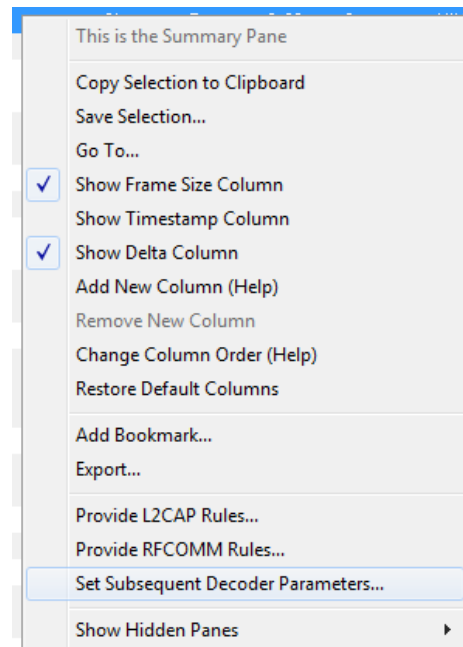 This is the Summary Pane
Copy Selection to Clipboard
Save Selection...
Go To...
Show Frame Size Column
Show Timestamp Column
Show Delta Column
Add New Column (Help)
Remove New Column
Change Column Order (Help)
Restore Default Columns
Add Bookmark...
Export...
Provide L2CAP Rules...
Provide RFCOMM Rules...
Set Subsequent Decoder Parameters...
Show Hidden Panes